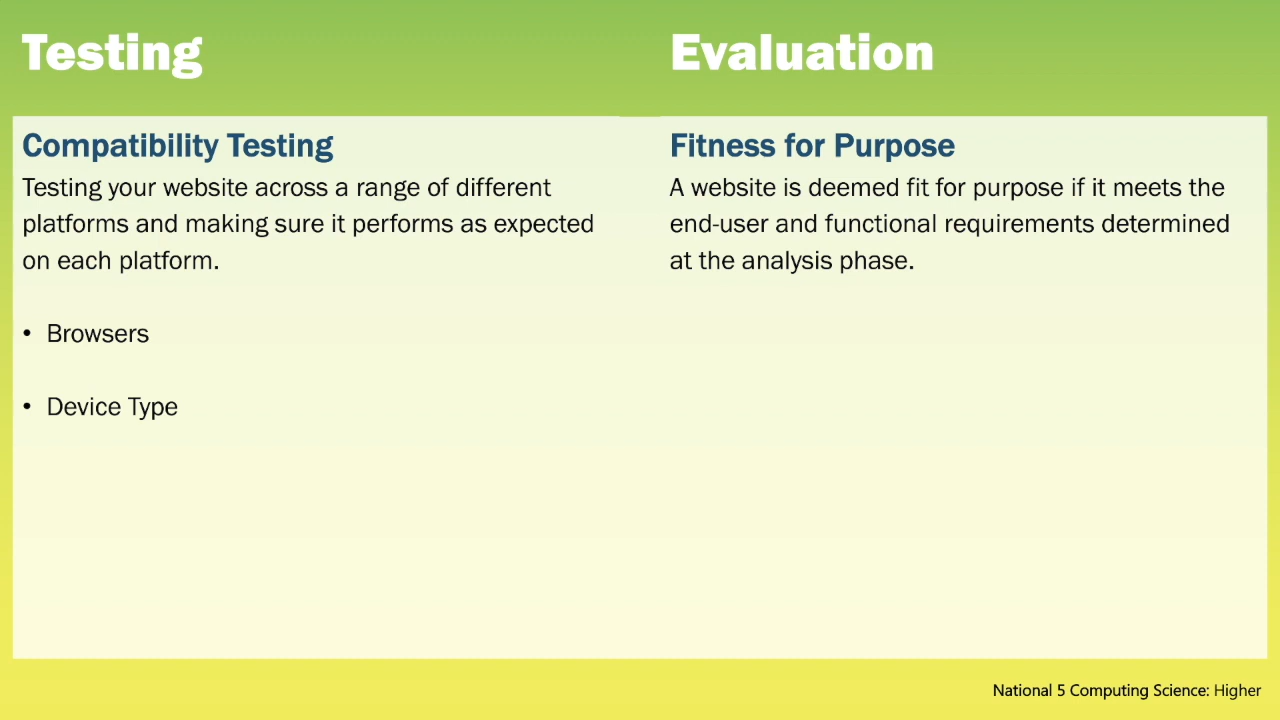 Testing
Compatibility Testing
Testing your website across a range of different
platforms and making sure it performs as expected
on each platform.
• Browsers
• Device Type
Evaluation
Fitness for Purpose
A website is deemed fit for purpose if it meets the
end-user and functional requirements determined
at the analysis phase.
National 5 Computing Science: Higher